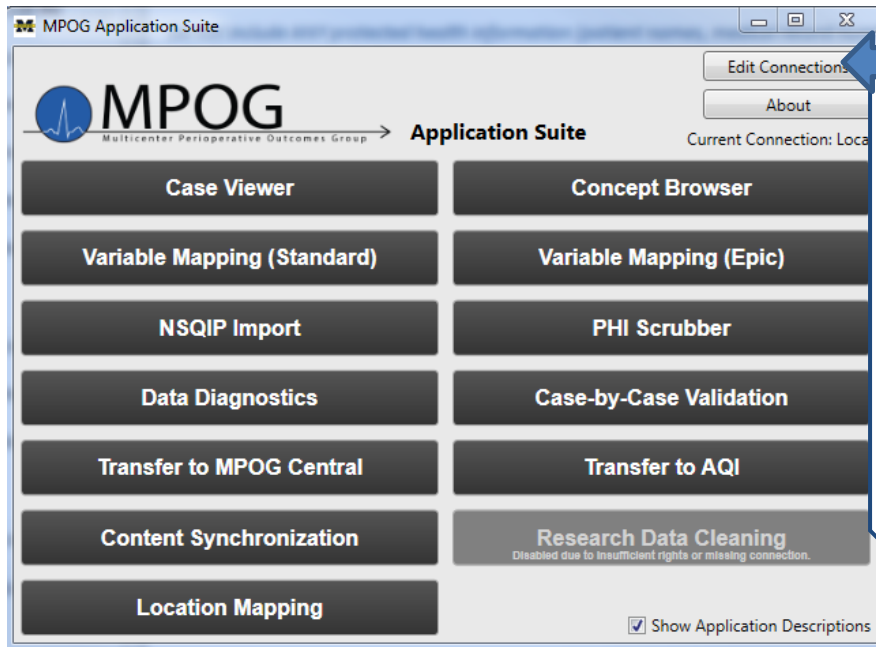 MPOG Application Suite
Edit Connections
About
MPOG
Multicenter Perioperative Outcomes Group
Application Suite
Current Connection: Loca
Case Viewer
Concept Browser
Variable Mapping (Standard)
Variable Mapping (Epic)
NSQIP Import
PHI Scrubber
Data Diagnostics
Case-by-Case Validation
Transfer to MPOG Central
Transfer to AQI
Content Synchronization
Research Data Cleaning
Disabled due to insufficient rights or missing connection.
Location Mapping
Show Application Descriptions